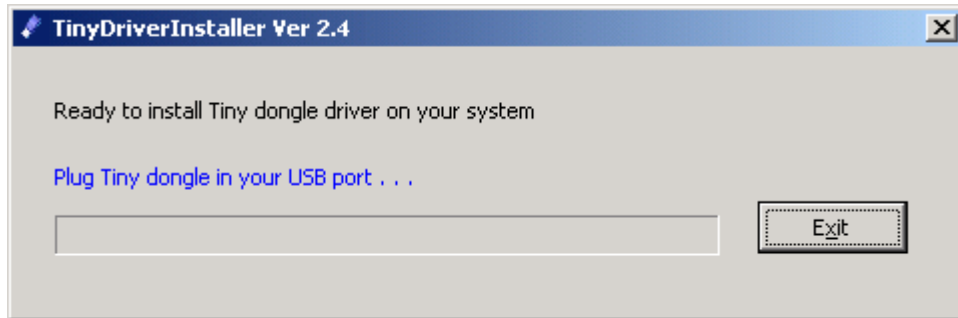 TinyDriverInstaller Ver 2.4
Ready to install Tiny dongle driver on your system
Plug Tiny dongle in your USB port . . .
Exit